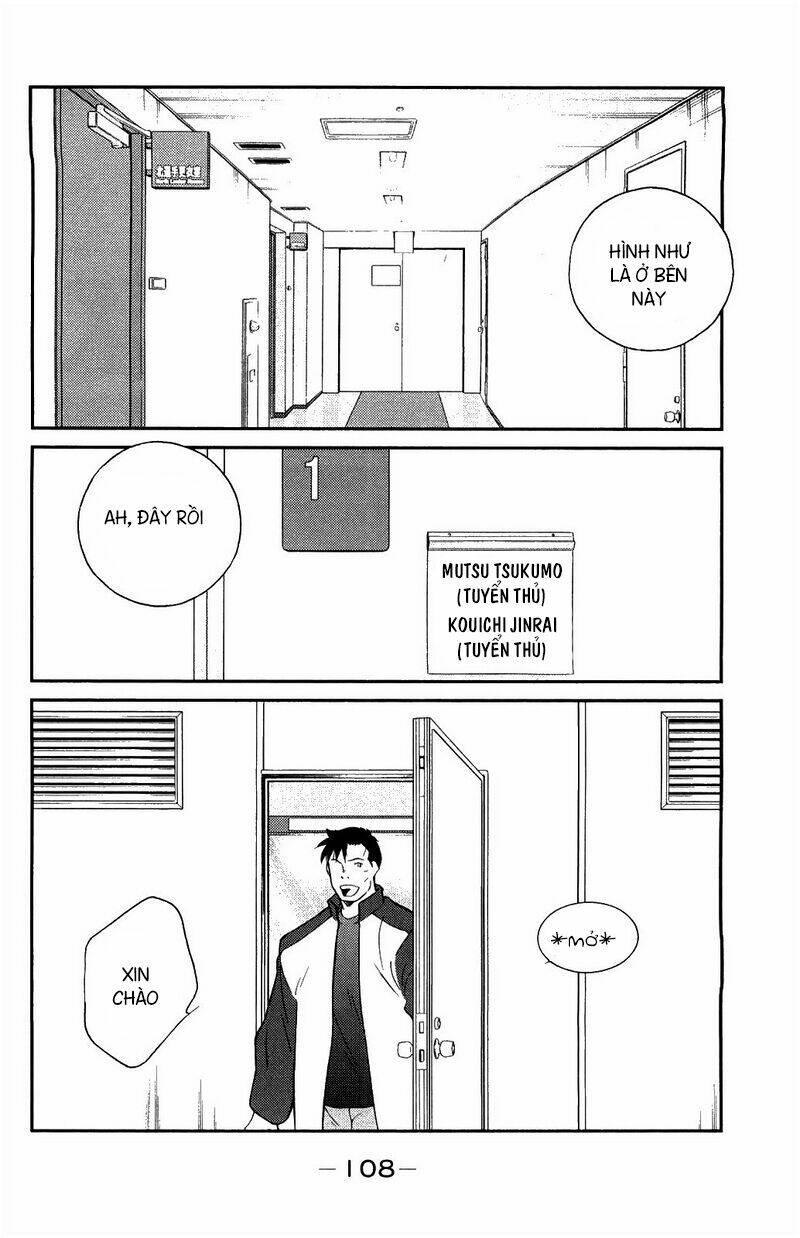 HÌNH NHƯ
LÀ Ở BÊN
NÀY
1
AH, ĐÂY RỒI
MUTSU TSUKUMO
(TUYỂN THỦ)
KOUICHI JINRAI
(TUYỂN THỦ)
*MỞ*
XIN
CHÀO
—108—